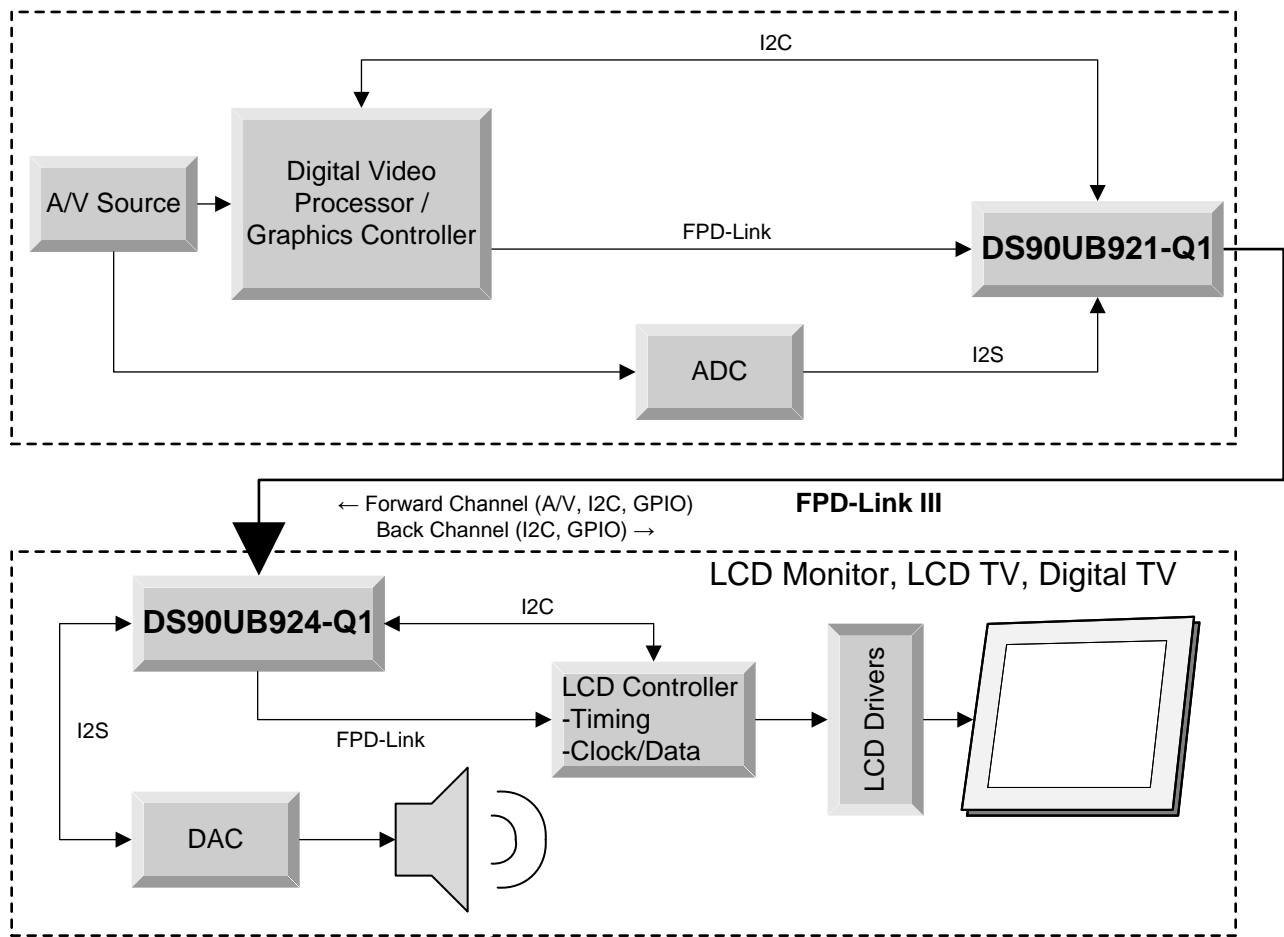 I2C
A/V Source
Digital Video
Processor /
Graphics Controller
FPD-Link
DS90UB921-Q1
ADC
I2S
← Forward Channel (A/V, I2C, GPIO)
Back Channel (I2C, GPIO) →
FPD-Link III
LCD Monitor, LCD TV, Digital TV
DS90UB924-Q1
I2C
LCD Controller
-Timing
-Clock/Data
LCD Drivers
I2S
FPD-Link
DAC